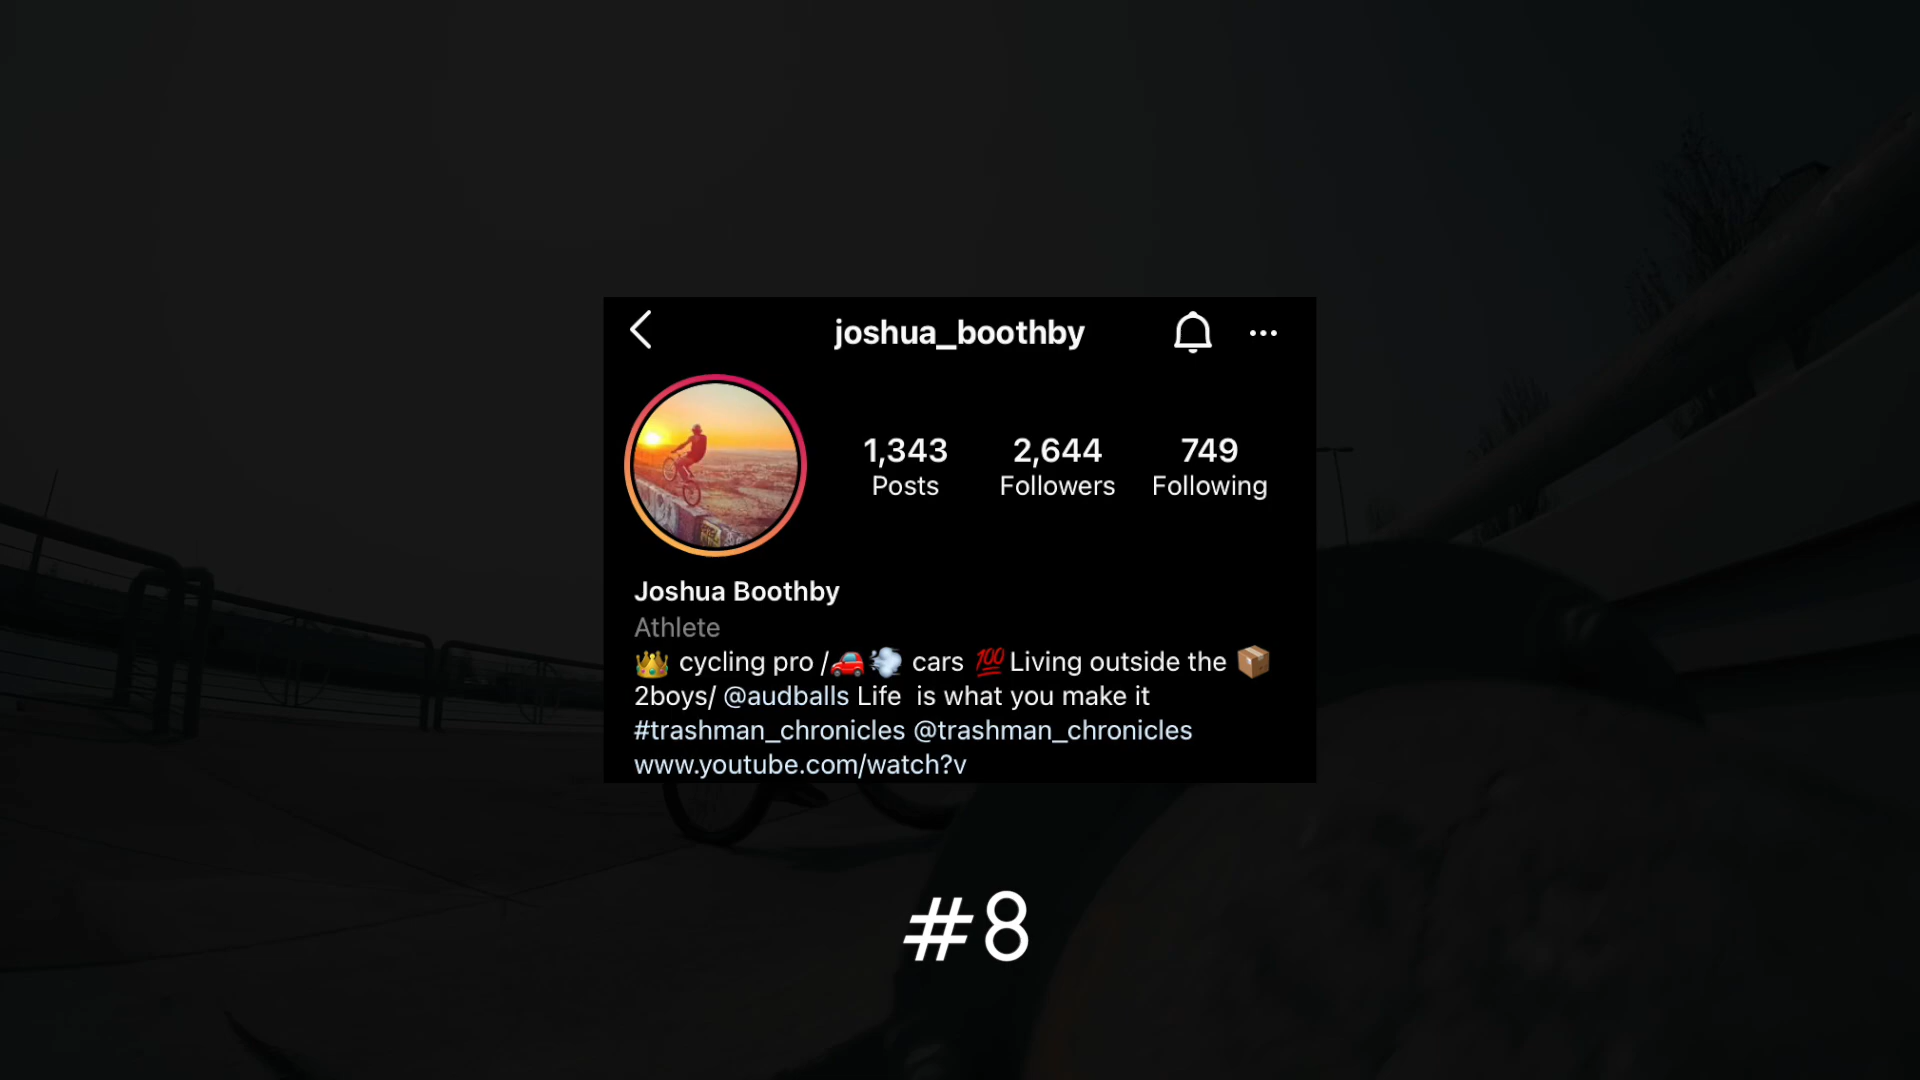 joshua_boothby
1,343 2,644 749
Posts Followers Following
Joshua Boothby
Athlete
👑 cycling pro /🚗💨 cars 💯Living outside the 📦
2boys/ @audballs Life  is what you make it
#trashman_chronicles @trashman_chronicles
www.youtube.com/watch?v
#8